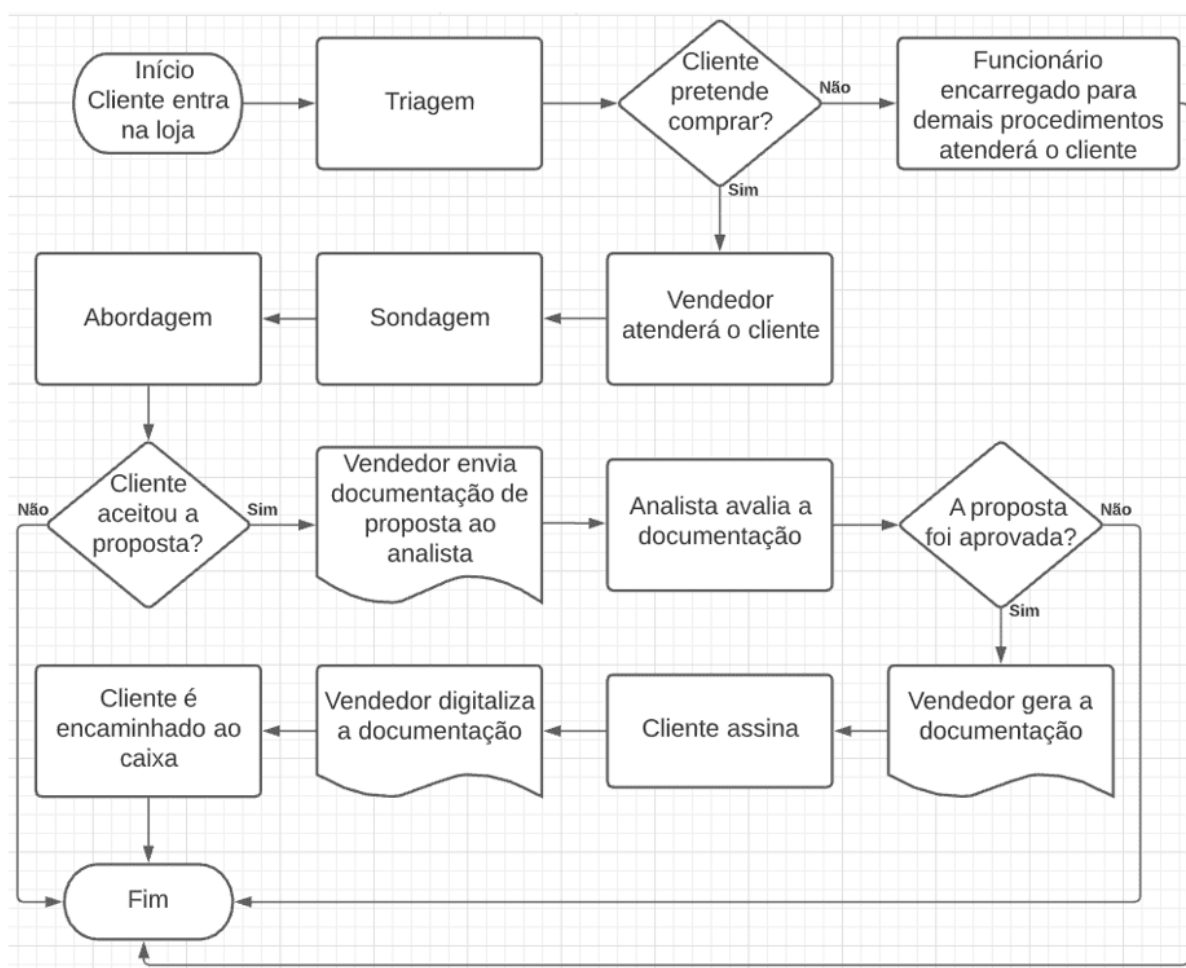 Início
Cliente entra
na loja
Triagem
Cliente
pretende
comprar?
Não
Funcionário
encarregado para
demais procedimentos
atenderá o cliente
Sim
Vendedor
atenderá o cliente
Sondagem
Abordagem
Não
Cliente
aceitou a
proposta?
Sim
Vendedor envia
documentação de
proposta ao
analista
Analista avalia a
documentação
A proposta
foi aprovada?
Não
Sim
Vendedor gera a
documentação
Cliente assina
Vendedor digitaliza
a documentação
Cliente é
encaminhado ao
caixa
Fim